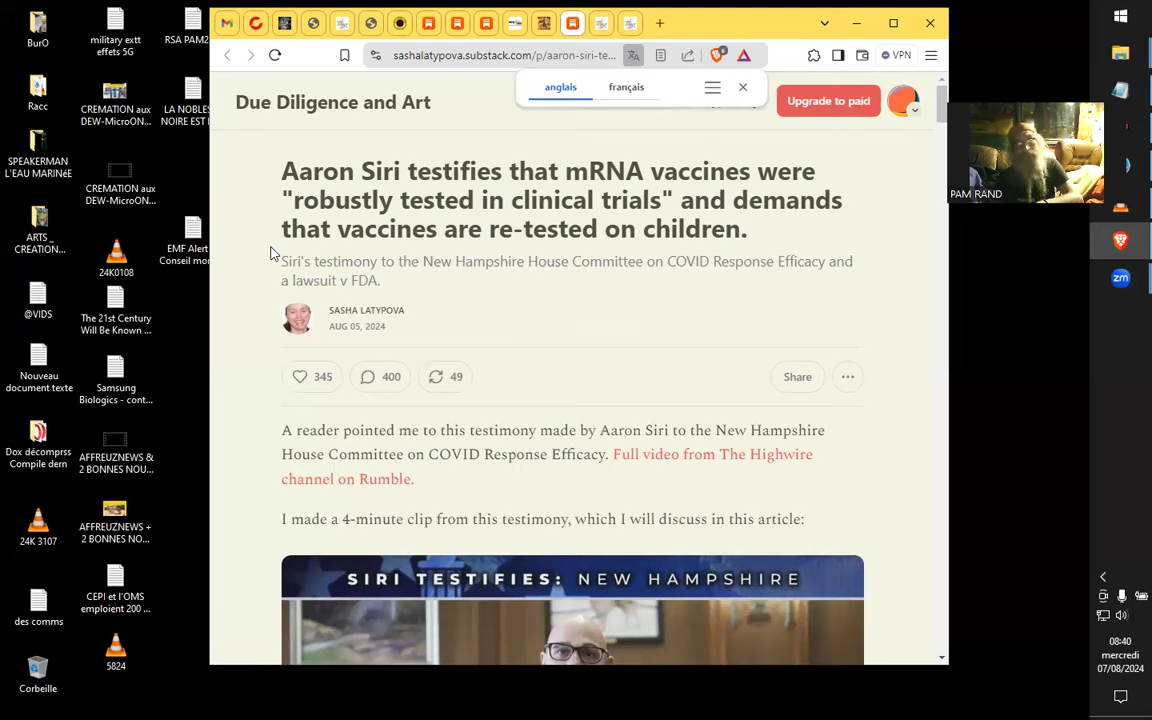 BurO
military extt
effets 5G
RSA PAM2
Racc
CREMATION aux
DEW-MicroON...
LA NOBLES
NOIRE EST
SPEAKERMAN
L'EAU MARINéE
CREMATION aux
DEW-MicroON...
ARTS _
CREATION...
24K0108
EMF Alert
Conseil mor
@VIDS
The 21st Century
Will Be Known ...
Nouveau
document texte
Samsung
Biologics - cont...
Dox décomprss
Compile dern
AFFREUZNEWS &
2 BONNES NOU...
24K 3107
AFFREUZNEWS +
2 BONNES NO...
des comms
CEPI et l'OMS
emploient 200 ...
Corbeille
5824
sashalatypova.substack.com/p/aaron-siri-te...
VPN
anglais
français
Due Diligence and Art
Upgrade to paid
Aaron Siri testifies that mRNA vaccines were
"robustly tested in clinical trials" and demands
that vaccines are re-tested on children.
Siri's testimony to the New Hampshire House Committee on COVID Response Efficacy and
a lawsuit v FDA.
SASHA LATYPOVA
AUG 05, 2024
345
400
49
Share
A reader pointed me to this testimony made by Aaron Siri to the New Hampshire
House Committee on COVID Response Efficacy. Full video from The Highwire
channel on Rumble.
I made a 4-minute clip from this testimony, which I will discuss in this article:
SIRI TESTIFIES: NEW HAMPSHIRE
PAM RAND
zm
08:40
mercredi
07/08/2024